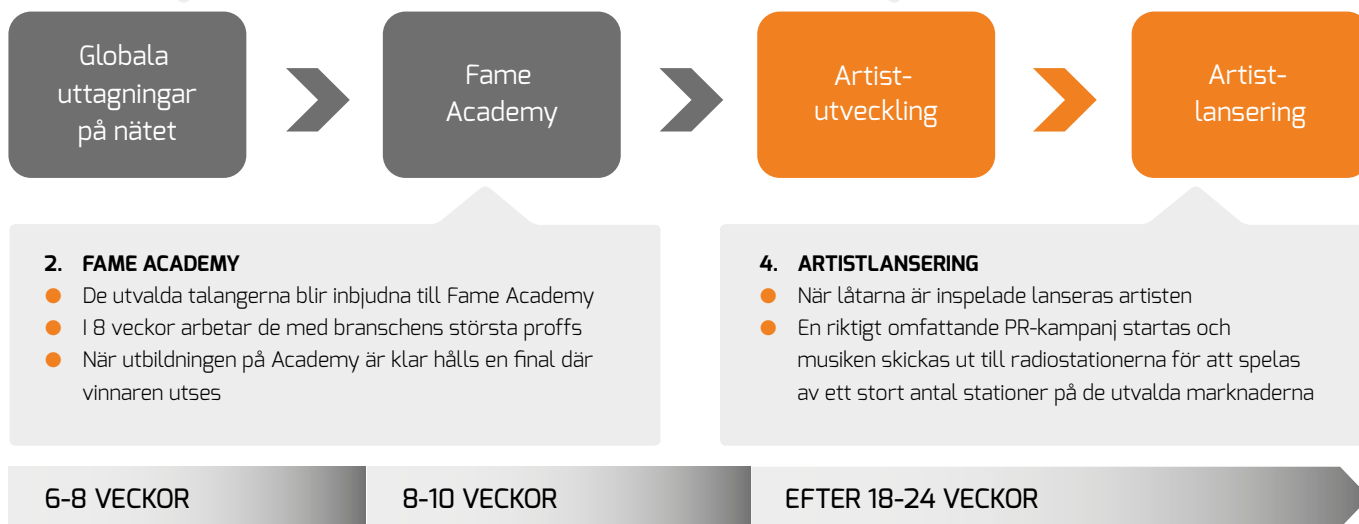 Globala
uttagningar
på nätet
Fame
Academy
Artist-
utveckling
Artist-
lansering
2. FAME ACADEMY
De utvalda talangerna blir inbjudna till Fame Academy
I 8 veckor arbetar de med branschens största proffs
När utbildningen på Academy är klar hålls en final där
vinnaren utses
4. ARTISTLANSERING
När låtarna är inspelade lanseras artisten
En riktigt omfattande PR-kampanj startas och
musiken skickas ut till radiostationerna för att spelas
av ett stort antal stationer på de utvalda marknaderna
6-8 VECKOR
8-10 VECKOR
EFTER 18-24 VECKOR